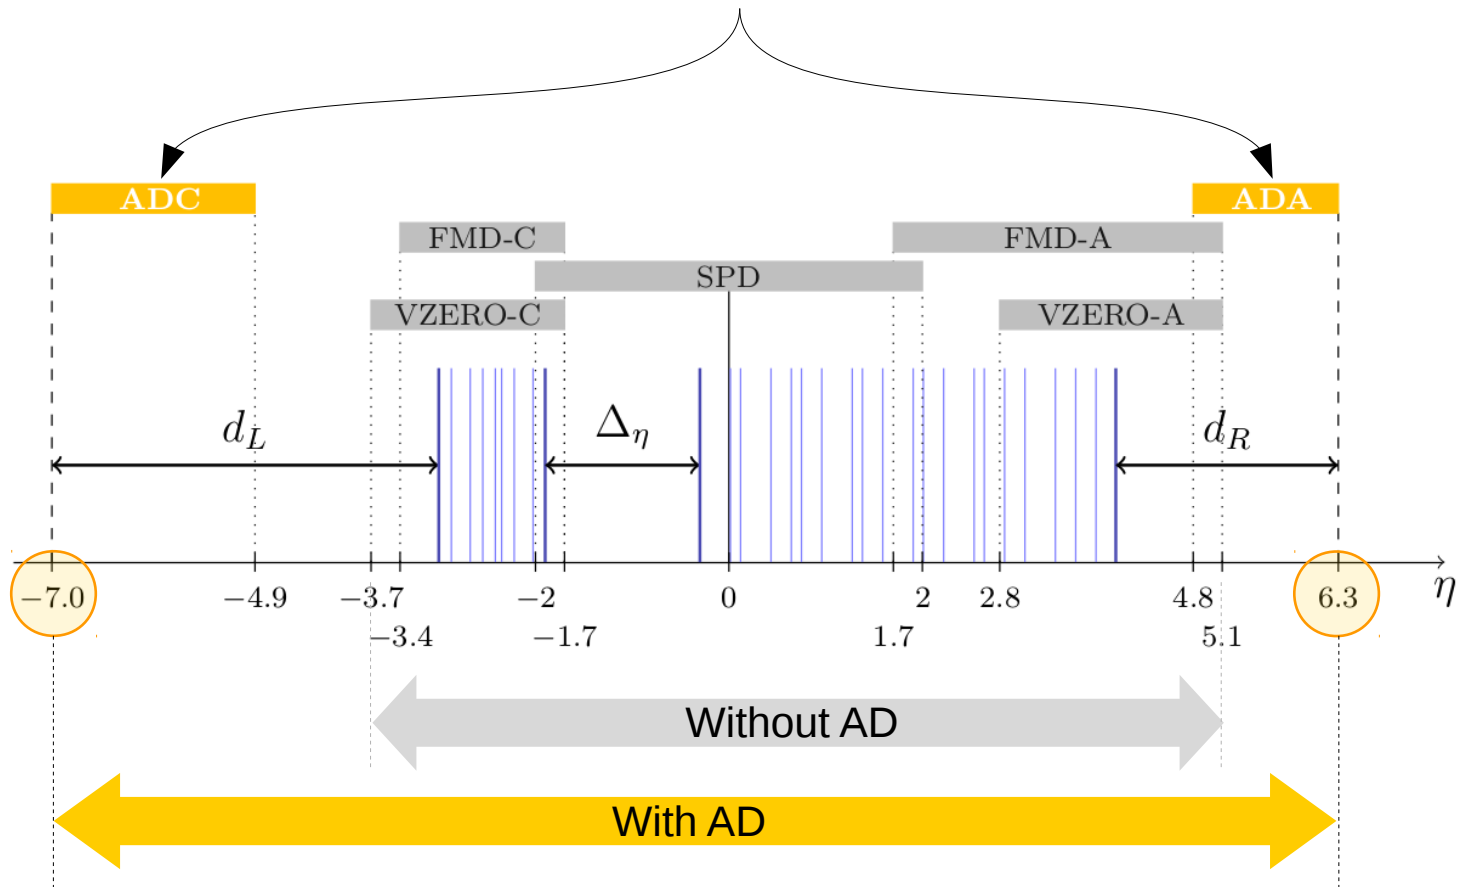 ADC
ADA
FMD-C
FMD-A
SPD
VZERO-C
VZERO-A
d_L
Δ_η
d_R
−7.0
−4.9
−3.7
−2
0
2
2.8
4.8
6.3
η
−3.4
−1.7
1.7
5.1
Without AD
With AD